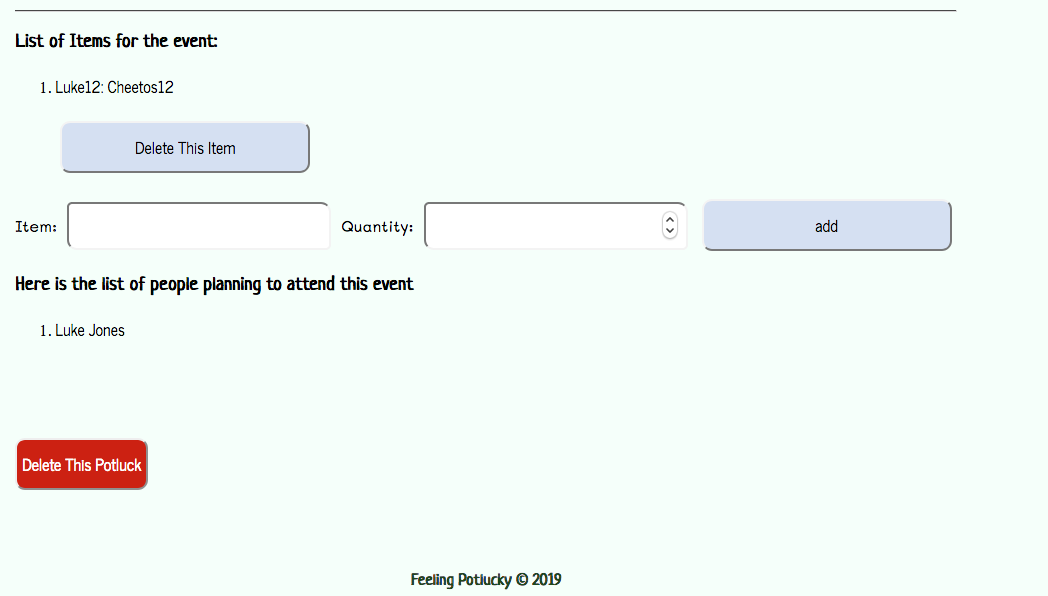 List of Items for the event:
1. Luke12: Cheetos12
Delete This Item
Item: Quantity: add
Here is the list of people planning to attend this event
1. Luke Jones
Delete This Potluck
Feeling Potlucky © 2019